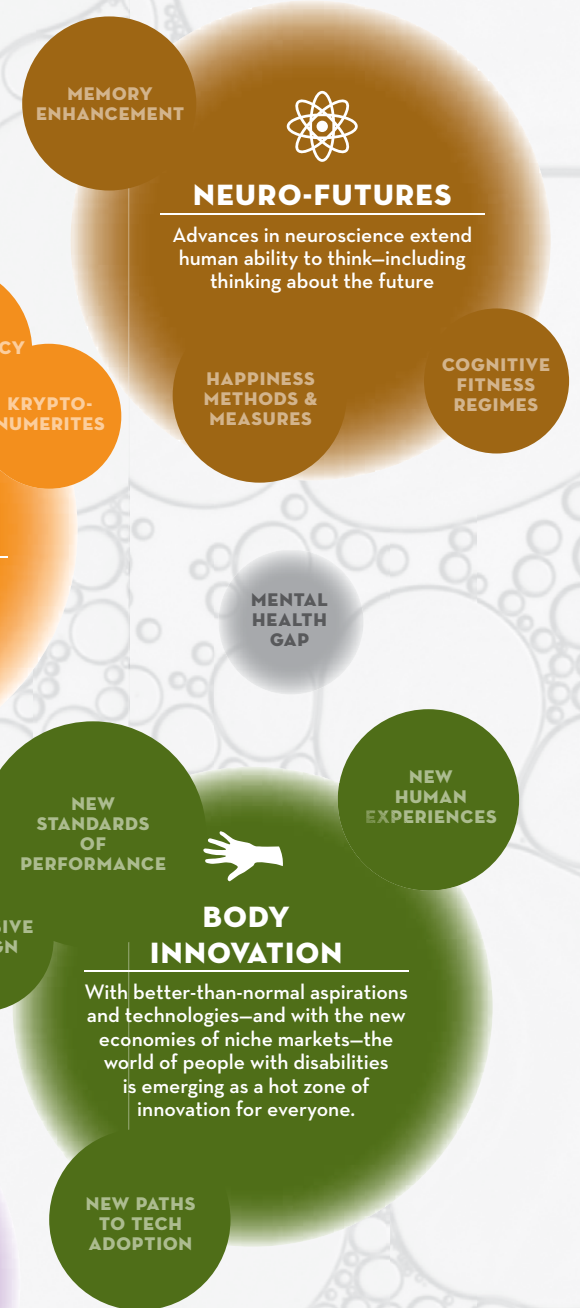 MEMORY
ENHANCEMENT
NEURO-FUTURES
Advances in neuroscience extend
human ability to think—including
thinking about the future
CY
KRYPTO-
NUMERITES
HAPPINESS
METHODS &
MEASURES
COGNITIVE
FITNESS
REGIMES
MENTAL
HEALTH
GAP
NEW
STANDARDS
OF
PERFORMANCE
NEW
HUMAN
EXPERIENCES
IVE
GN
BODY
INNOVATION
With better-than-normal aspirations
and technologies—and with the new
economies of niche markets—the
world of people with disabilities
is emerging as a hot zone of
innovation for everyone.
NEW PATHS
TO TECH
ADOPTION